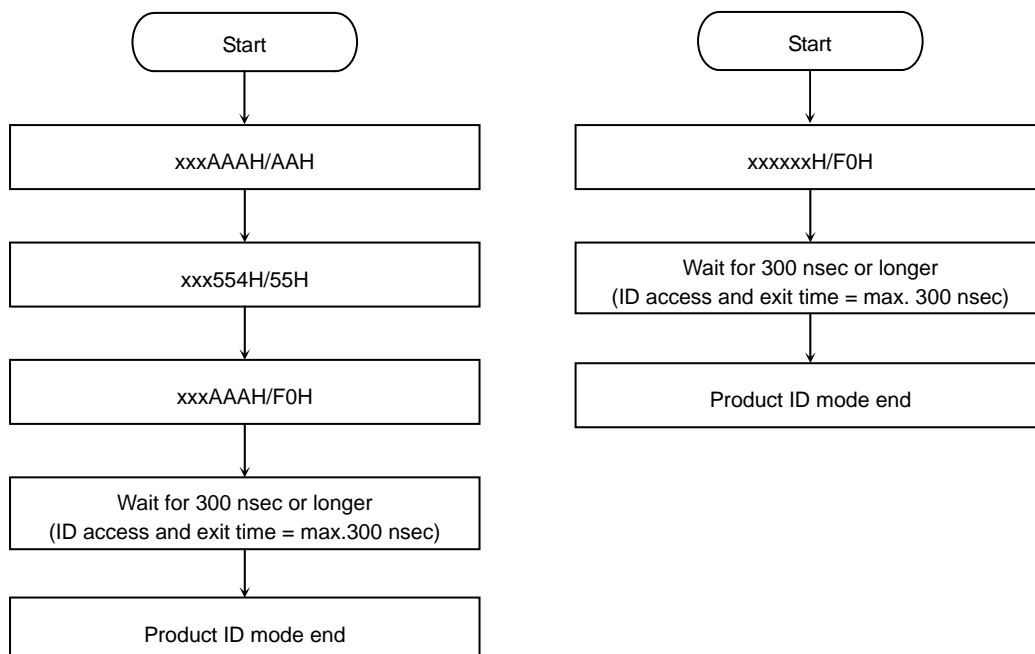 Start
xxxAAAH/AAH
xxx554H/55H
xxxAAAH/F0H
Wait for 300 nsec or longer
(ID access and exit time = max.300 nsec)
Product ID mode end
Start
xxxxxxH/F0H
Wait for 300 nsec or longer
(ID access and exit time = max. 300 nsec)
Product ID mode end